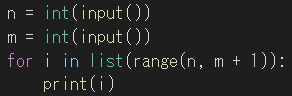 n = int(input())
m = int(input())
for i in list(range(n, m + 1)):
    print(i)